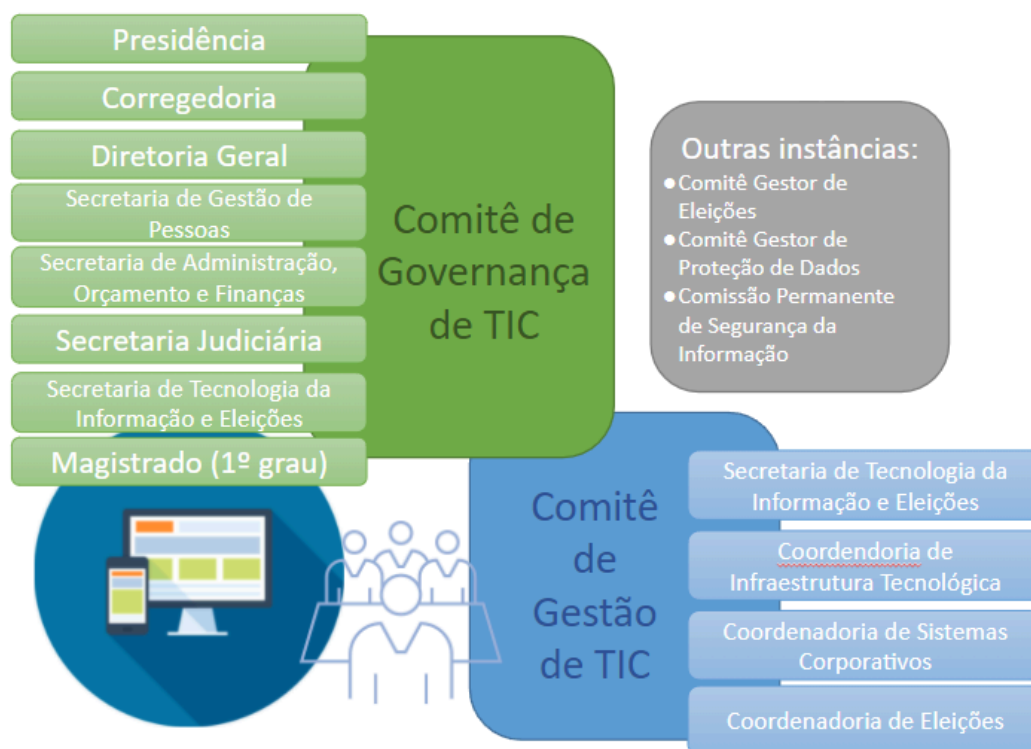 Presidência
Corregedoria
Diretoria Geral
Secretaria de Gestão de
Pessoas
Secretaria de Administração,
Orçamento e Finanças
Secretaria Judiciária
Secretaria de Tecnologia da
Informação e Eleições
Magistrado (1º grau)
Comitê de
Governança
de TIC
Outras instâncias:
●Comitê Gestor de
Eleições
●Comitê Gestor de
Proteção de Dados
●Comissão Permanente
de Segurança da
Informação
Comitê
de
Gestão
de TIC
Secretaria de Tecnologia da
Informação e Eleições
Coordendoria de
Infraestrutura Tecnológica
Coordenadoria de Sistemas
Corporativos
Coordenadoria de Eleições